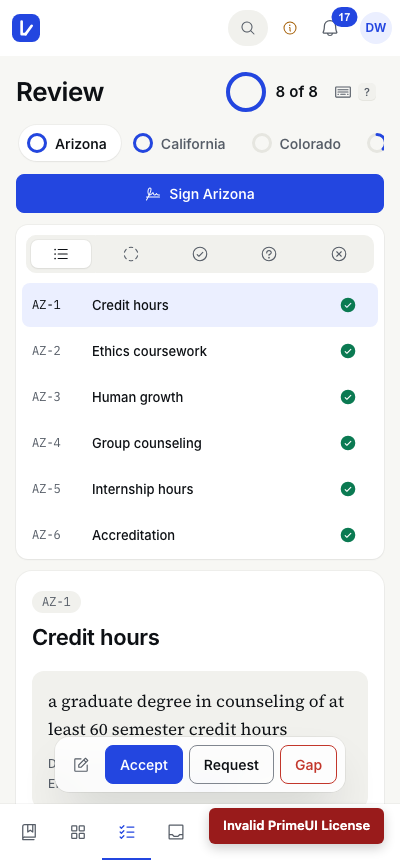 17
DW
Review
8 of 8
?
Arizona
California
Colorado
Sign Arizona
AZ-1 Credit hours
AZ-2 Ethics coursework
AZ-3 Human growth
AZ-4 Group counseling
AZ-5 Internship hours
AZ-6 Accreditation
AZ-1
Credit hours
a graduate degree in counseling of at
least 60 semester credit hours
Accept
Request
Gap
Invalid PrimeUI License